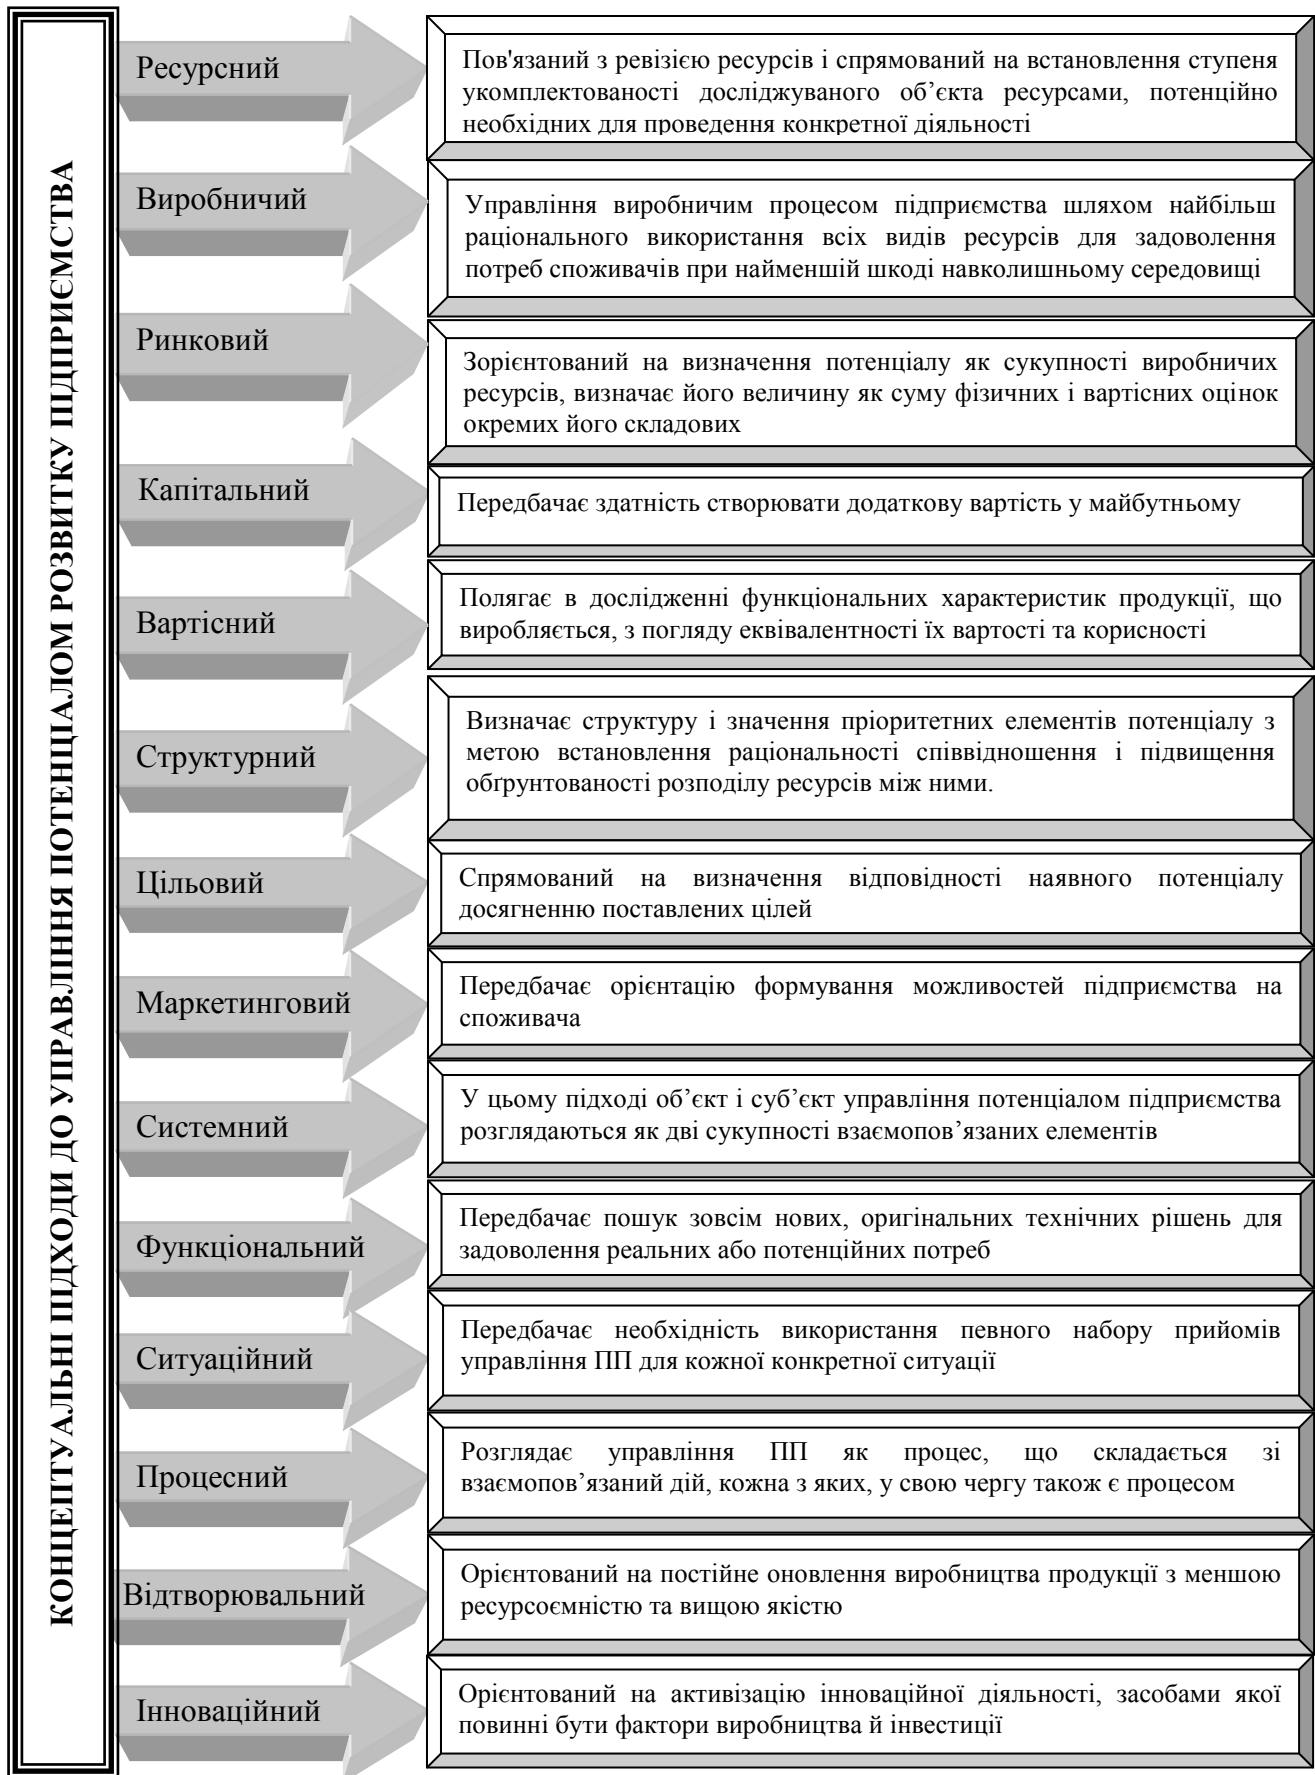 КОНЦЕПТУАЛЬНІ ПІДХОДИ ДО УПРАВЛІННЯ ПОТЕНЦІАЛОМ РОЗВИТКУ ПІДПРИЄМСТВА
Ресурсний
Пов'язаний з ревізією ресурсів і спрямований на встановлення ступеня
укомплектованості досліджуваного об’єкта ресурсами, потенційно
необхідних для проведення конкретної діяльності
Виробничий
Управління виробничим процесом підприємства шляхом найбільш
раціонального використання всіх видів ресурсів для задоволення
потреб споживачів при найменшій шкоді навколишньому середовищі
Ринковий
Зорієнтований на визначення потенціалу як сукупності виробничих
ресурсів, визначає його величину як суму фізичних і вартісних оцінок
окремих його складових
Капітальний
Передбачає здатність створювати додаткову вартість у майбутньому
Вартісний
Полягає в дослідженні функціональних характеристик продукції, що
виробляється, з погляду еквівалентності їх вартості та корисності
Структурний
Визначає структуру і значення пріоритетних елементів потенціалу з
метою встановлення раціональності співвідношення і підвищення
обґрунтованості розподілу ресурсів між ними.
Цільовий
Спрямований на визначення відповідності наявного потенціалу
досягненню поставлених цілей
Маркетинговий
Передбачає орієнтацію формування можливостей підприємства на
споживача
Системний
У цьому підході об’єкт і суб’єкт управління потенціалом підприємства
розглядаються як дві сукупності взаємопов’язаних елементів
Функціональний
Передбачає пошук зовсім нових, оригінальних технічних рішень для
задоволення реальних або потенційних потреб
Ситуаційний
Передбачає необхідність використання певного набору прийомів
управління ПП для кожної конкретної ситуації
Процесний
Розглядає управління ПП як процес, що складається зі
взаємопов’язаний дій, кожна з яких, у свою чергу також є процесом
Відтворювальний
Орієнтований на постійне оновлення виробництва продукції з меншою
ресурсоємністю та вищою якістю
Інноваційний
Орієнтований на активізацію інноваційної діяльності, засобами якої
повинні бути фактори виробництва й інвестиції